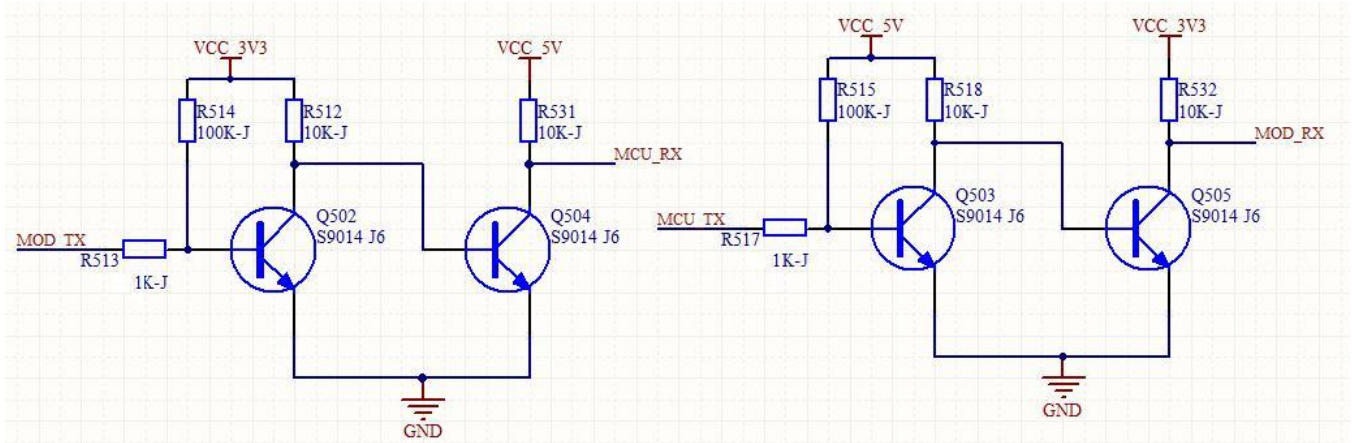 VCC_3V3
R514
100K-J
R512
10K-J
VCC_5V
R531
10K-J
MCU_RX
Q502
S9014 J6
Q504
S9014 J6
MOD_TX
R513
1K-J
GND
VCC_5V
R515
100K-J
R518
10K-J
VCC_3V3
R532
10K-J
MOD_RX
Q503
S9014 J6
Q505
S9014 J6
MCU_TX
R517
1K-J
GND